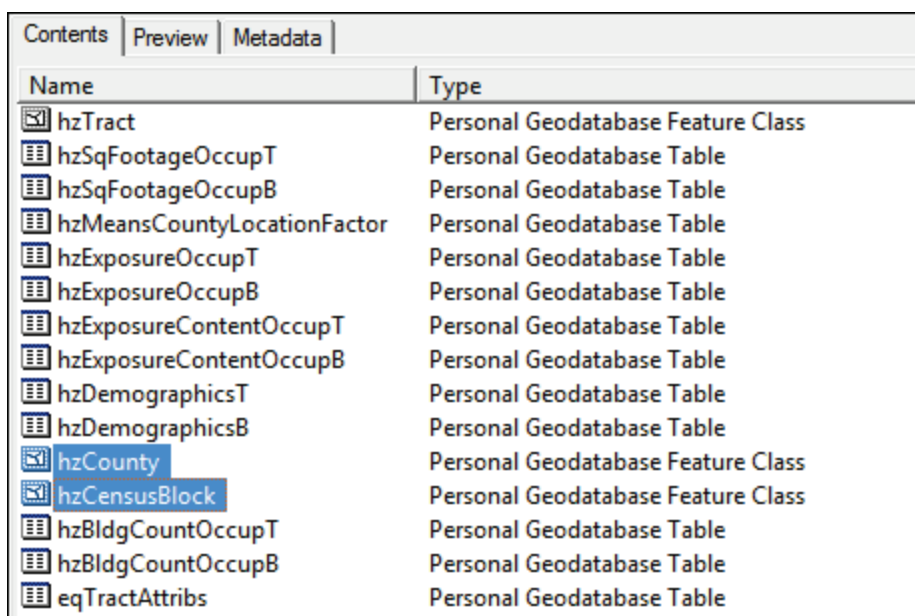 Contents Preview Metadata
Name Type
hzTract Personal Geodatabase Feature Class
hzSqFootageOccupT Personal Geodatabase Table
hzSqFootageOccupB Personal Geodatabase Table
hzMeansCountyLocationFactor Personal Geodatabase Table
hzExposureOccupT Personal Geodatabase Table
hzExposureOccupB Personal Geodatabase Table
hzExposureContentOccupT Personal Geodatabase Table
hzExposureContentOccupB Personal Geodatabase Table
hzDemographicsT Personal Geodatabase Table
hzDemographicsB Personal Geodatabase Table
hzCounty Personal Geodatabase Feature Class
hzCensusBlock Personal Geodatabase Feature Class
hzBldgCountOccupT Personal Geodatabase Table
hzBldgCountOccupB Personal Geodatabase Table
eqTractAttribs Personal Geodatabase Table